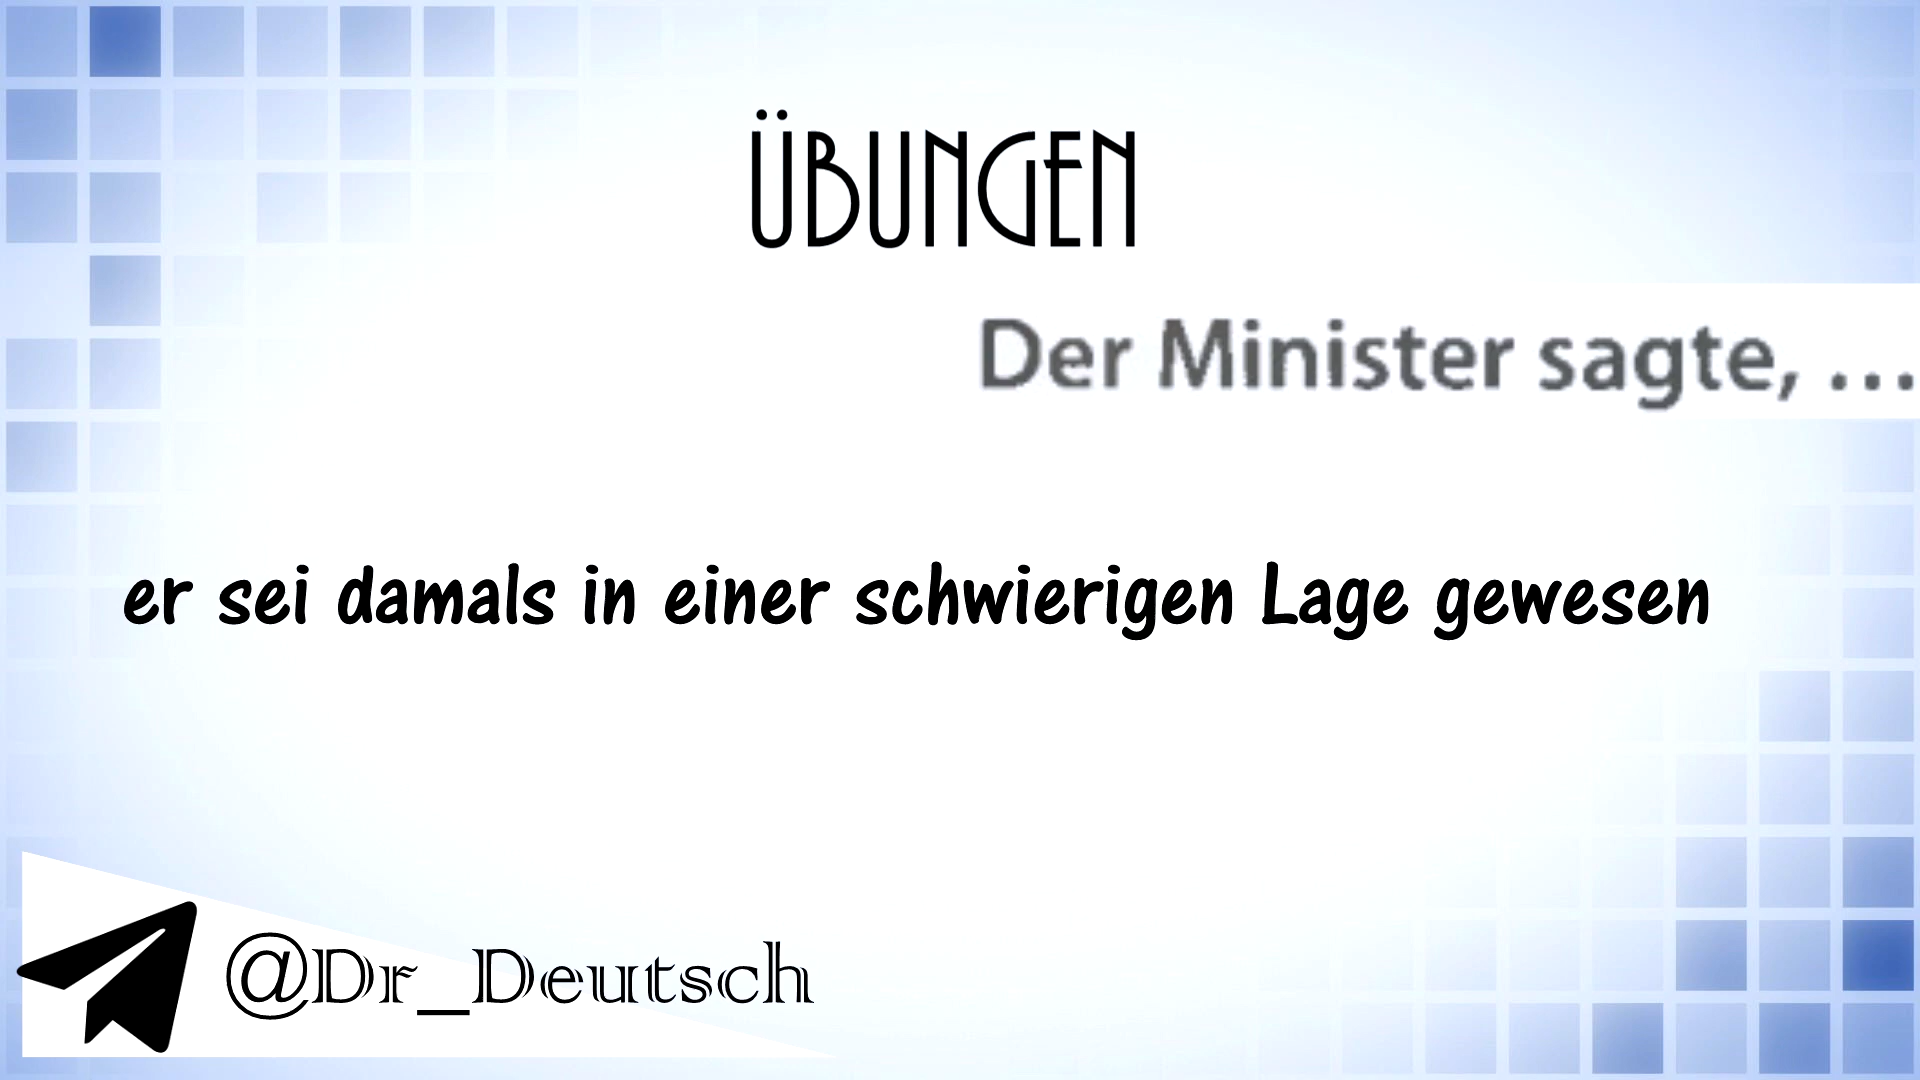 ÜBUNGEN
Der Minister sagte, ...
er sei damals in einer schwierigen Lage gewesen
@Dr_Deutsch